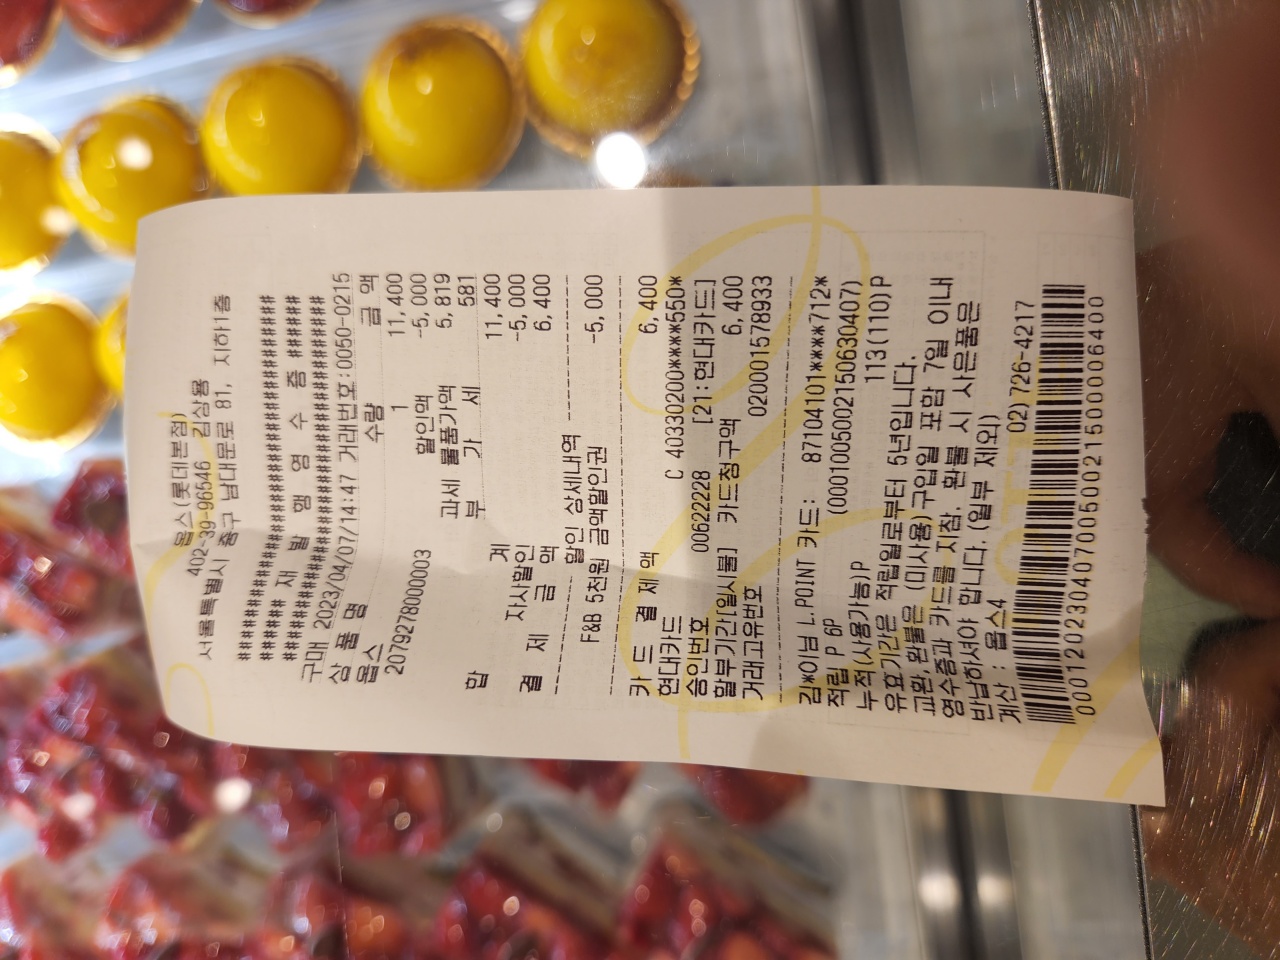 욥스(롯데본점)
402-39-96546 김상용
서울특별시 중구 남대문로 81, 지하1층
###########################################
###### 재 발 행 영 수 증 ######
###########################################
구매 2023/04/07/14:47 거래번호:0050-0215
상 품 명 수량 금 액
욥스
2079278000003 1 11,400
할인액 -5,000
과세 물품가액 5,819
부 가 세 581
합 계 11,400
자사할인 -5,000
결 제 금 액 6,400
할인 상세내역
F&B 5천원 금액할인권 -5,000
카 드 결 제 액 6,400
현대카드 C 40330200****550*
승인번호 00622228 [21:현대카드]
할부기간[일시불] 카드청구액 6,400
거래고유번호 020001578933
김*이님 L.POINT 카드: 87104101****712*
적립 P 6P (0001005002150630407)
누적(사용가능)P 113(110)P
유효기간은 적립일로부터 5년입니다.
교환,환불은 (미사용)구입일 포함 7일 이내
영수증과 카드를 지참, 환불 시 사은품은
반납하셔야 합니다. (일부 제외)
계산 : 욥스4 02) 726-4217
0001202304070050021500006400